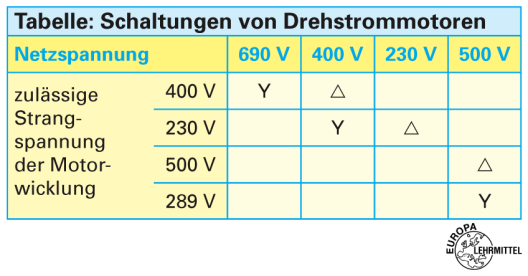 Tabelle: Schaltungen von Drehstrommotoren
Netzspannung 690 V 400 V 230 V 500 V
zulässige
Strang-
spannung
der Motor-
wicklung
400 V Y △
230 V Y △
500 V △
289 V Y
EUROPA
LEHRMITTEL